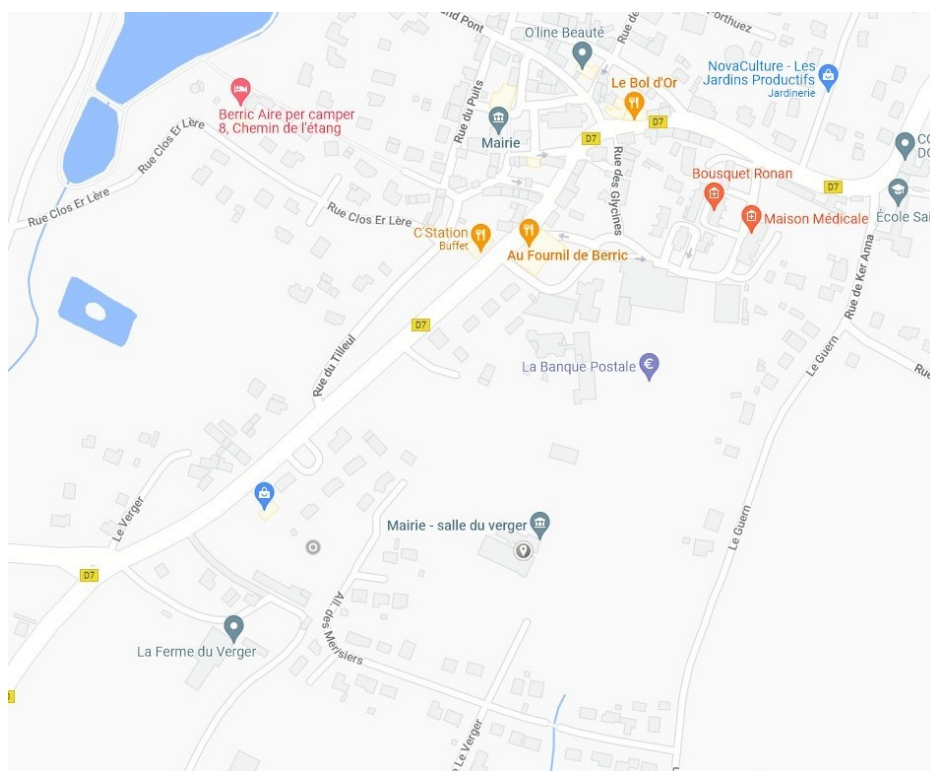 and Pont
Rue de
Porthuez
O'line Beauté
NovaCulture - Les
Jardins Productifs
Jardinerie
Le Bol d'Or
Berric Aire per camper
8, Chemin de l'étang
Rue du Puits
Mairie
D7
D7
Rue Clos Er Lère
Rue des Glycines
CO
DO
Bousquet Ronan
D7
École Sai
Maison Médicale
Rue Clos Er Lère
Rue Clos Er Lère
C'Station
Buffet
Au Fournil de Berric
Rue de Ker Anna
D7
Rue du Tilleul
La Banque Postale
€
Le Guern
Rue
Le Verger
Mairie - salle du verger
Le Guern
D7
All. des Merisiers
La Ferme du Verger
Le Verger